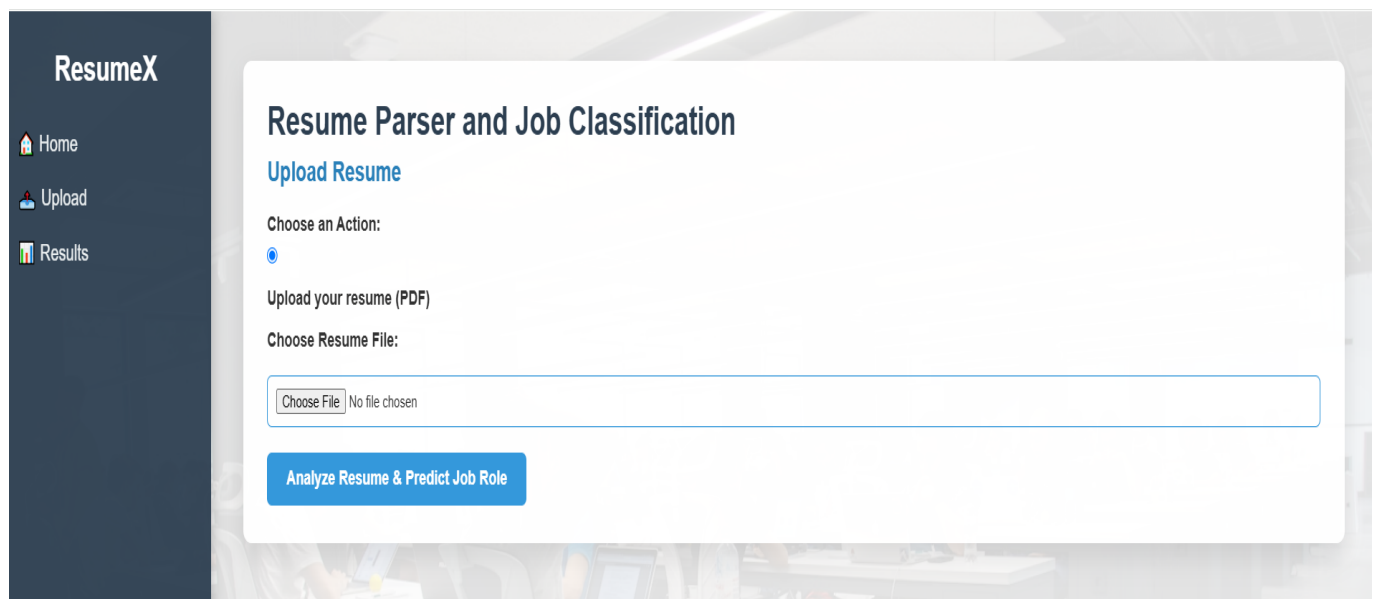 ResumeX
Home
Upload
Results
Resume Parser and Job Classification
Upload Resume
Choose an Action:
Upload your resume (PDF)
Choose Resume File:
Choose File No file chosen
Analyze Resume & Predict Job Role